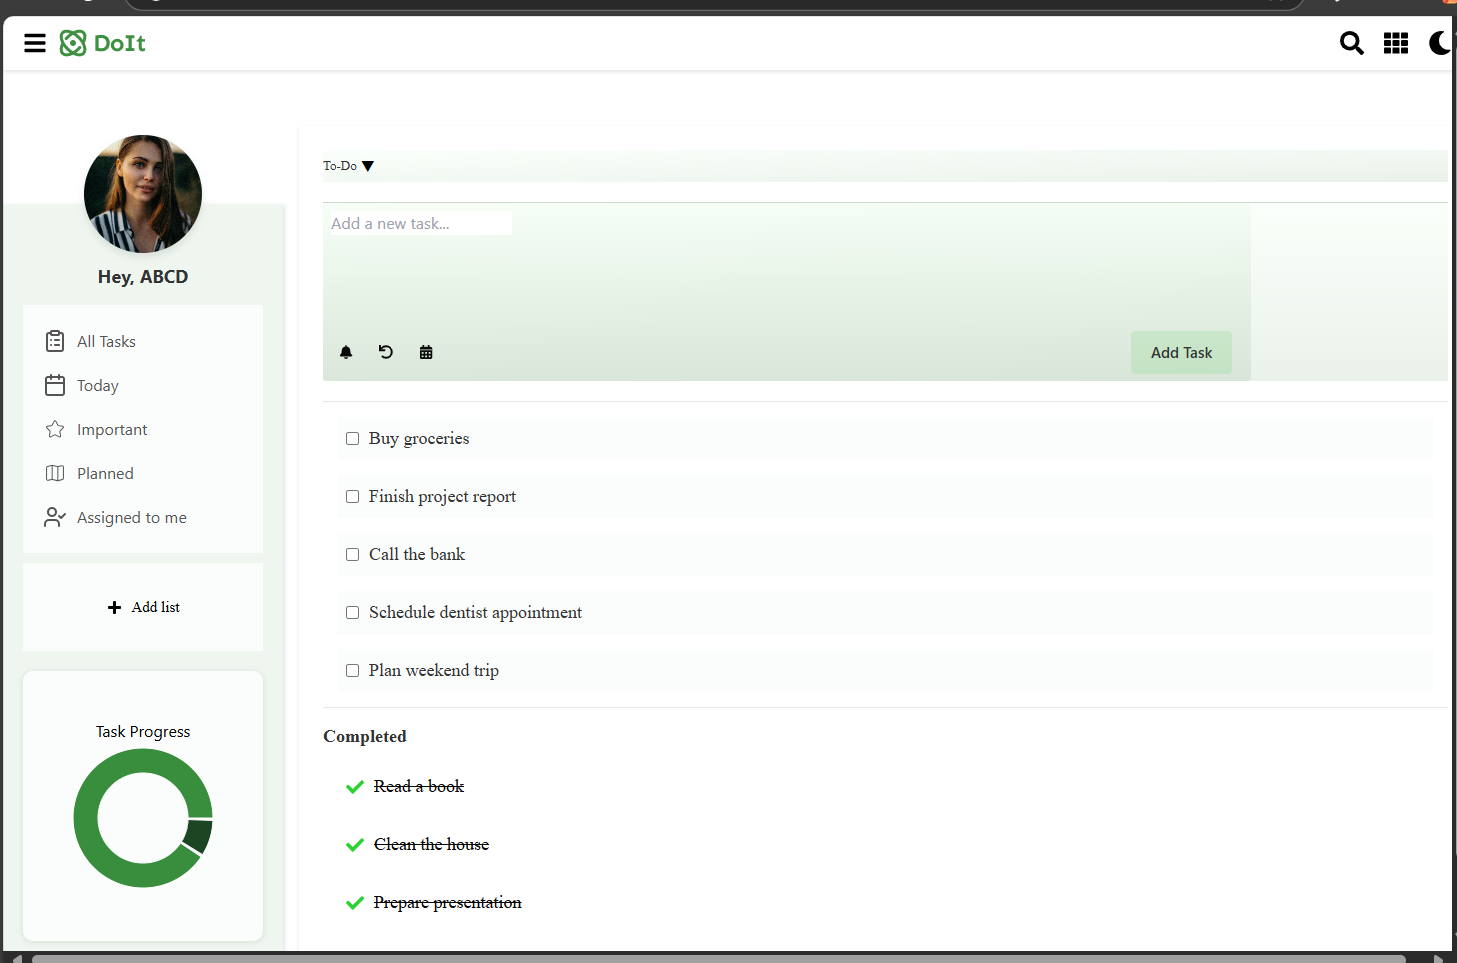 DoIt
Hey, ABCD
All Tasks
Today
Important
Planned
Assigned to me
Add list
Task Progress
To-Do
Add a new task...
Add Task
Buy groceries
Finish project report
Call the bank
Schedule dentist appointment
Plan weekend trip
Completed
Read a book
Clean the house
Prepare presentation